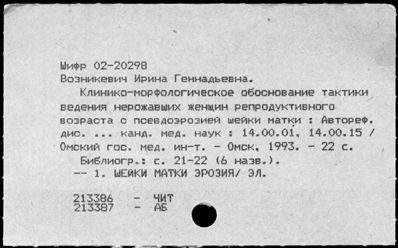 Шифр 02-20298
Возникевич Ирина Геннадьевна.
Клинико-морфологическое обоснование тактики
ведения нерожавших женщин репродуктивного
возраста с псевдоэрозией шейки матки : Автореф.
дис. ... канд. мед. наук : 14.00.01, 14.00.15 /
Омский гос. мед. ин-т. - Омск, 1993. - 22 с.
Библиогр.: с. 21-22 (6 назв.).
-- 1. ШЕЙКИ МАТКИ ЭРОЗИЯ/ ЭЛ.
213386 - ЧИТ
213387 - АБ